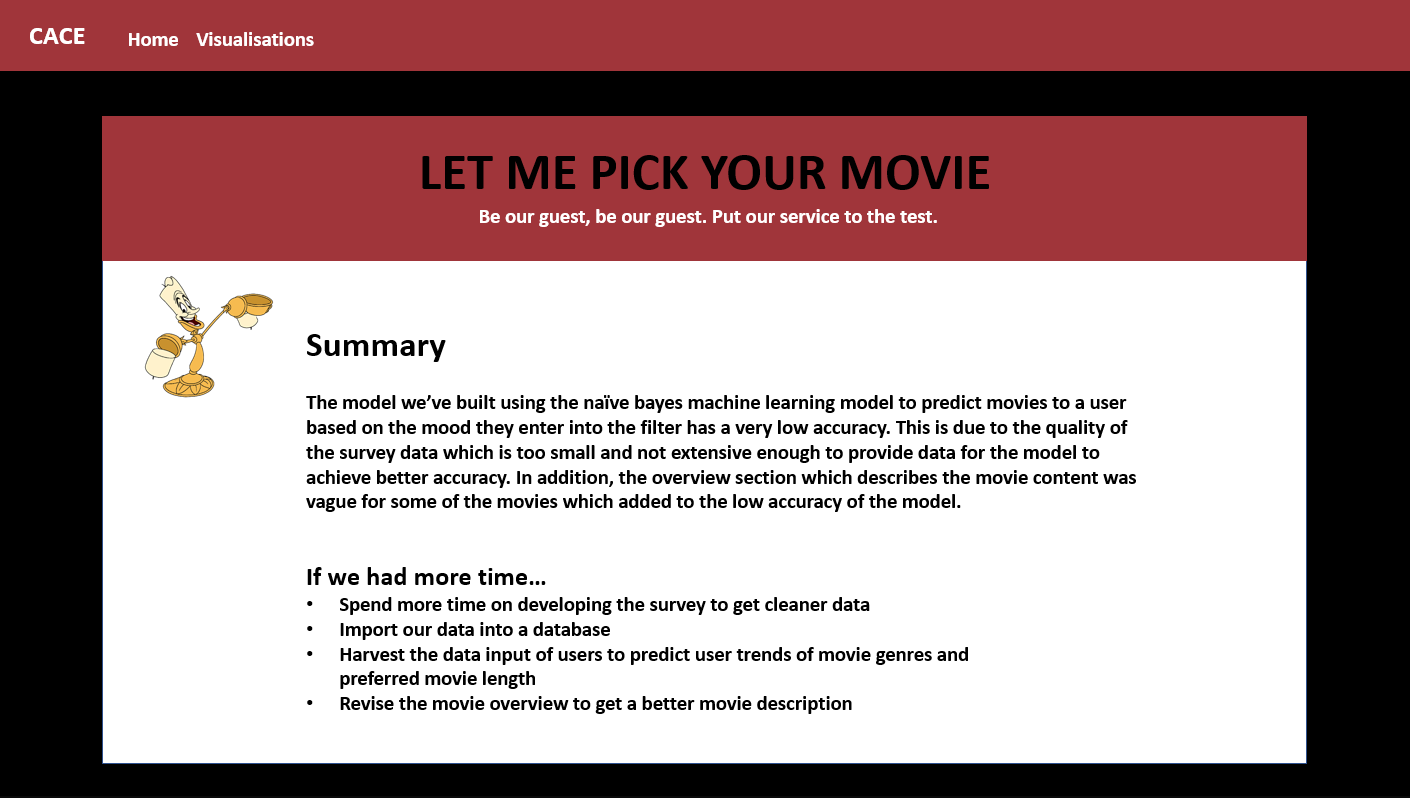 CACE
Home Visualisations
LET ME PICK YOUR MOVIE
Be our guest, be our guest. Put our service to the test.
Summary
The model we’ve built using the naïve bayes machine learning model to predict movies to a user
based on the mood they enter into the filter has a very low accuracy. This is due to the quality of
the survey data which is too small and not extensive enough to provide data for the model to
achieve better accuracy. In addition, the overview section which describes the movie content was
vague for some of the movies which added to the low accuracy of the model.
If we had more time…
• Spend more time on developing the survey to get cleaner data
• Import our data into a database
• Harvest the data input of users to predict user trends of movie genres and
preferred movie length
• Revise the movie overview to get a better movie description